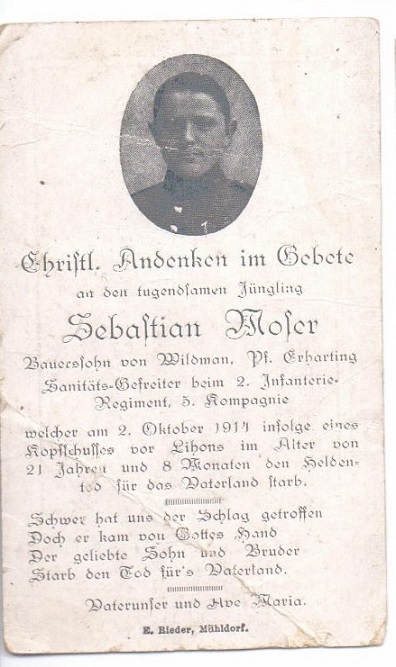 Christl. Andenken im Gebete
an den tugendsamen Jüngling
Sebastian Moser
Bauerssohn von Wildman, Pf. Erharting
Sanitäts-Gefreiter beim 2. Infanterie-
Regiment, 5. Kompagnie
welcher am 2. Oktober 1914 infolge eines
Kopfschusses vor Lihons im Alter von
21 Jahren und 8 Monaten den Helden-
tod für das Vaterland starb.
Schwer hat uns der Schlag getroffen
Doch er kam von Gottes Hand
Der geliebte Sohn und Bruder
Starb den Tod für's Vaterland.
Vaterunser und Ave Maria.
E. Rieder, Mühldorf.